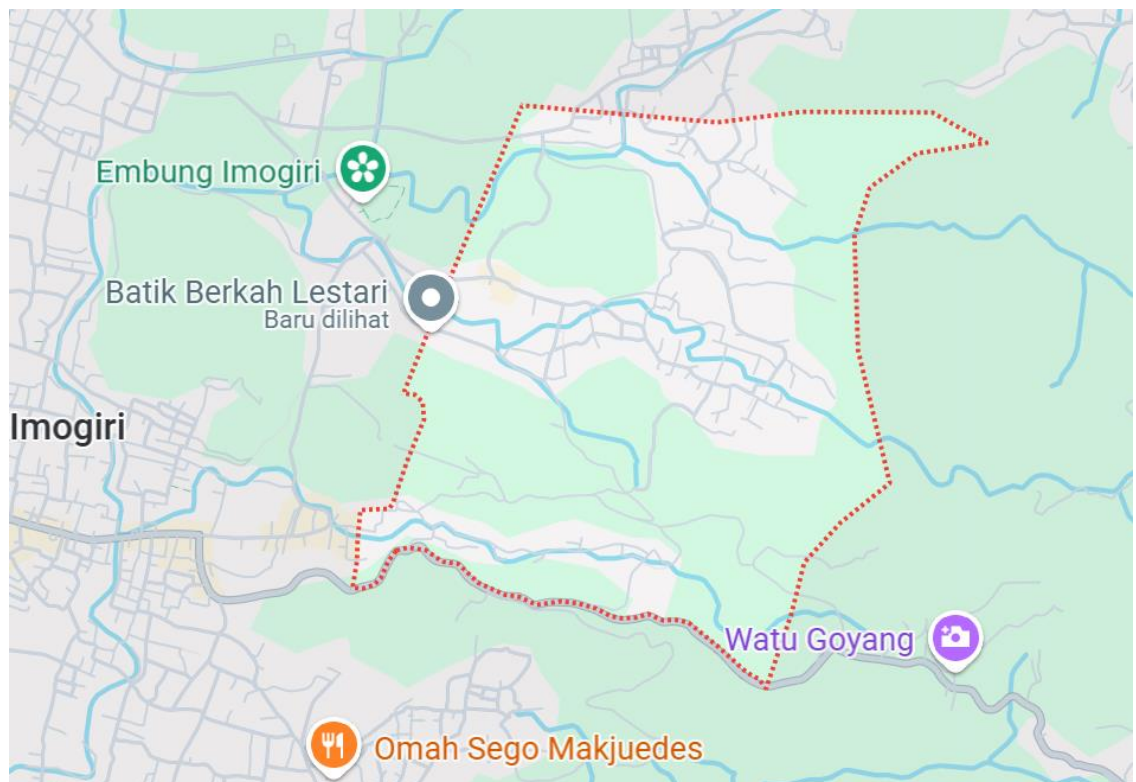 Embung Imogiri
Batik Berkah Lestari
Baru dilihat
Imogiri
Watu Goyang
Omah Sego Makjuedes